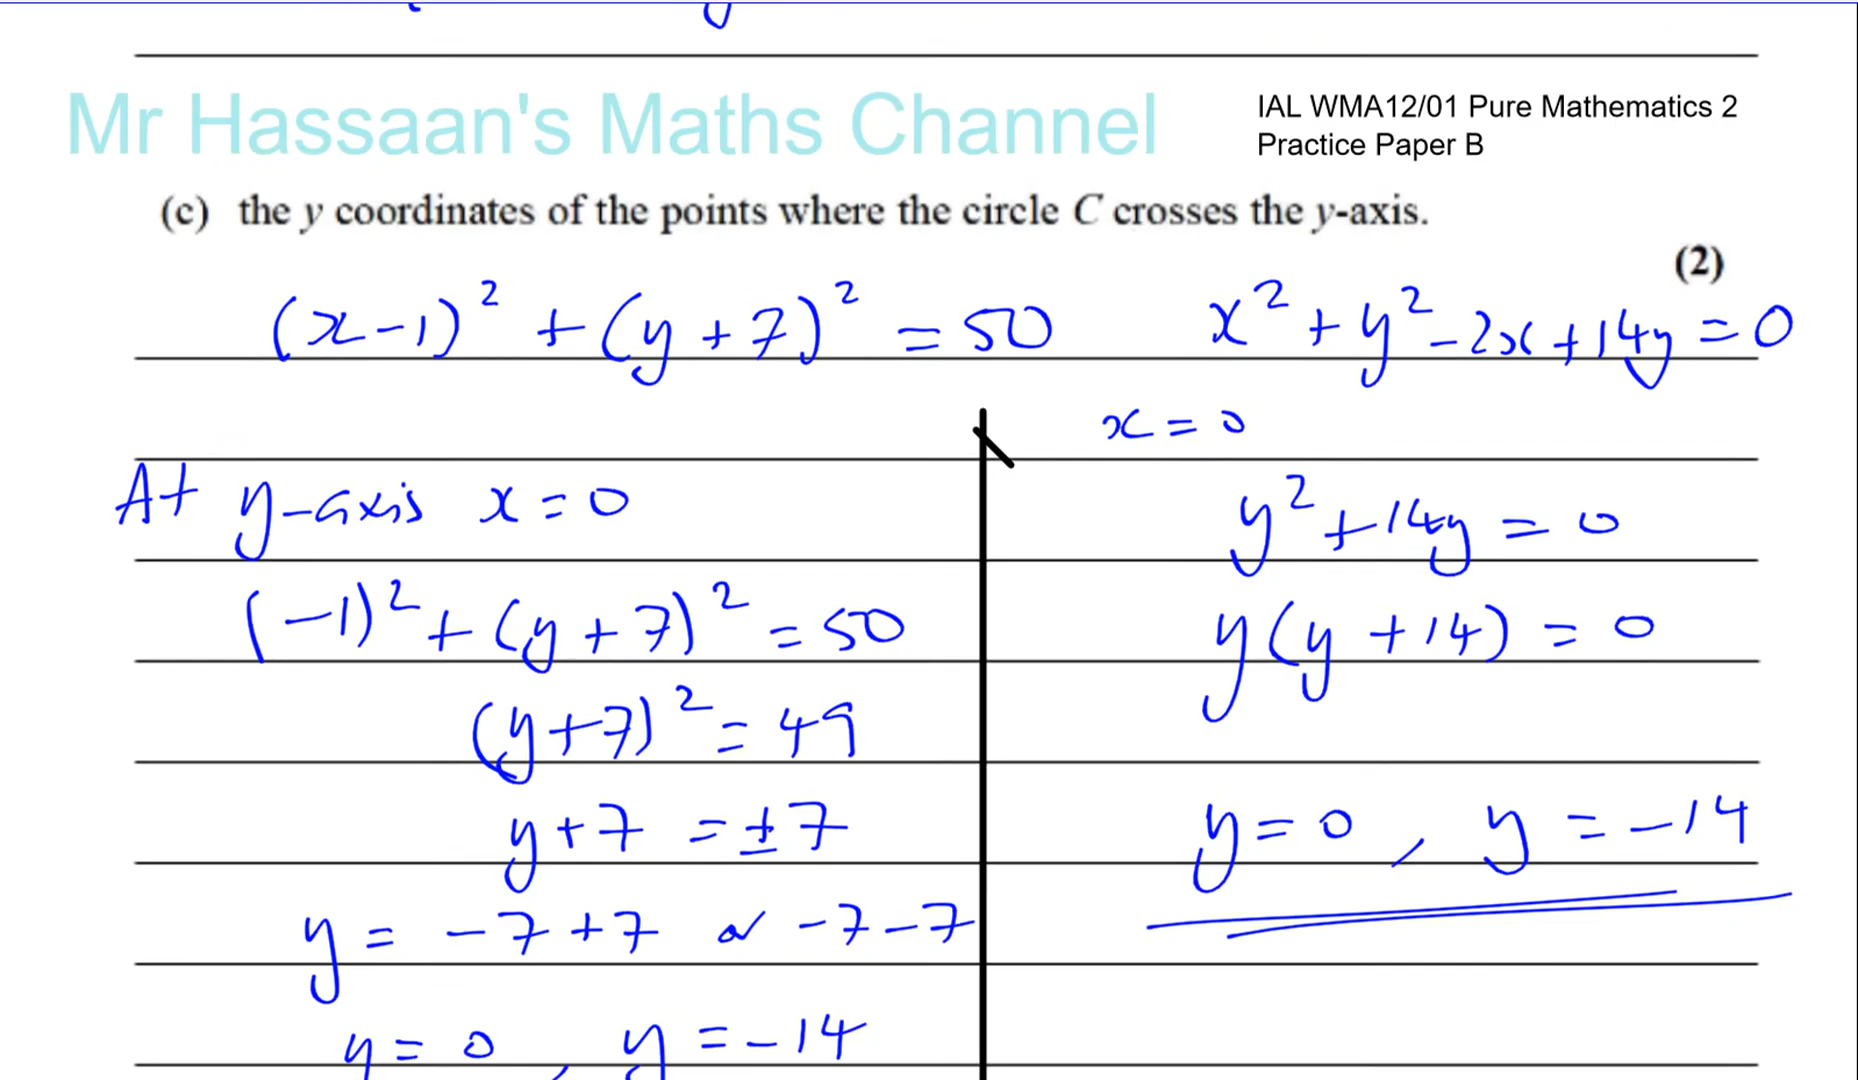 Mr Hassaan's Maths Channel
IAL WMA12/01 Pure Mathematics 2
Practice Paper B
(c) the y coordinates of the points where the circle C crosses the y-axis.
(2)
(x-1)² + (y+7)² = 50
x² + y² - 2x + 14y = 0
At y-axis x = 0
(-1)² + (y+7)² = 50
(y+7)² = 49
y+7 = ±7
y = -7+7 or -7-7
y = 0 , y = -14
x = 0
y² + 14y = 0
y(y+14) = 0
y = 0 , y = -14